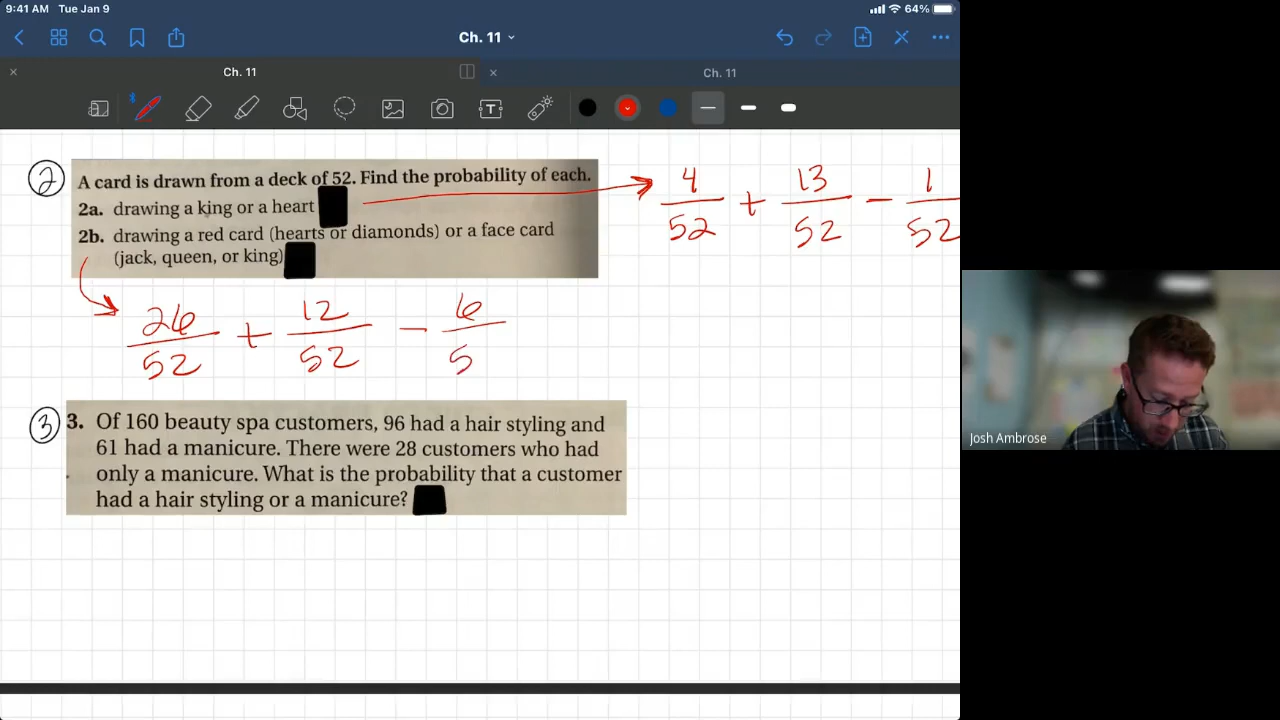 9:41 AM Tue Jan 9
64%
Ch. 11
Ch. 11
Ch. 11
T
2
A card is drawn from a deck of 52. Find the probability of each.
2a. drawing a king or a heart
2b. drawing a red card (hearts or diamonds) or a face card
(jack, queen, or king)
4/52 + 13/52 - 1/52
26/52 + 12/52 - 6/5
3
3. Of 160 beauty spa customers, 96 had a hair styling and
61 had a manicure. There were 28 customers who had
only a manicure. What is the probability that a customer
had a hair styling or a manicure?
Josh Ambrose